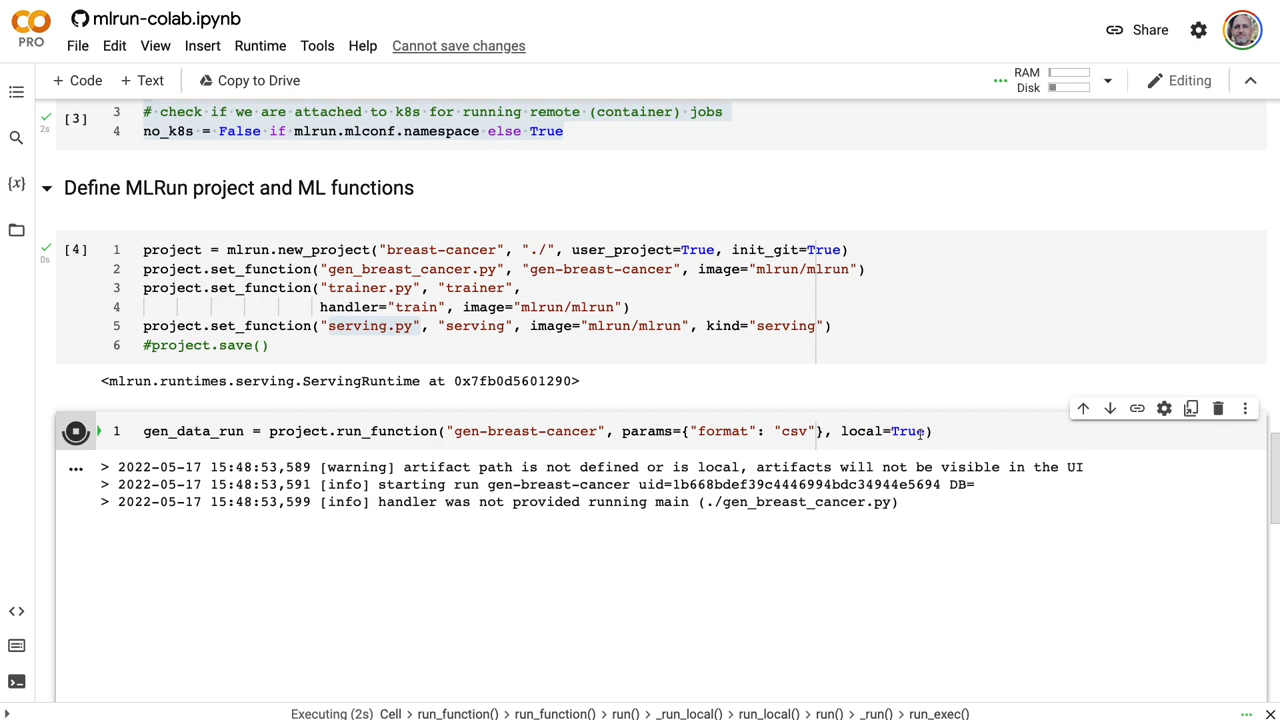 mlrun-colab.ipynb
PRO
File Edit View Insert Runtime Tools Help Cannot save changes
Share
+ Code + Text Copy to Drive
RAM
Disk
Editing
[3]
2s
3 # check if we are attached to k8s for running remote (container) jobs
4 no_k8s = False if mlrun.mlconf.namespace else True
{x}
Define MLRun project and ML functions
[4]
0s
1 project = mlrun.new_project("breast-cancer", "./", user_project=True, init_git=True)
2 project.set_function("gen_breast_cancer.py", "gen-breast-cancer", image="mlrun/mlrun")
3 project.set_function("trainer.py", "trainer",
4 handler="train", image="mlrun/mlrun")
5 project.set_function("serving.py", "serving", image="mlrun/mlrun", kind="serving")
6 #project.save()
<mlrun.runtimes.serving.ServingRuntime at 0x7fb0d5601290>
1 gen_data_run = project.run_function("gen-breast-cancer", params={"format": "csv"}, local=True)
> 2022-05-17 15:48:53,589 [warning] artifact path is not defined or is local, artifacts will not be visible in the UI
> 2022-05-17 15:48:53,591 [info] starting run gen-breast-cancer uid=1b668bdef39c4446994bdc34944e5694 DB=
> 2022-05-17 15:48:53,599 [info] handler was not provided running main (./gen_breast_cancer.py)
Executing (2s) Cell > run_function() > run_function() > run() > _run_local() > run_local() > run() > _run() > run_exec()